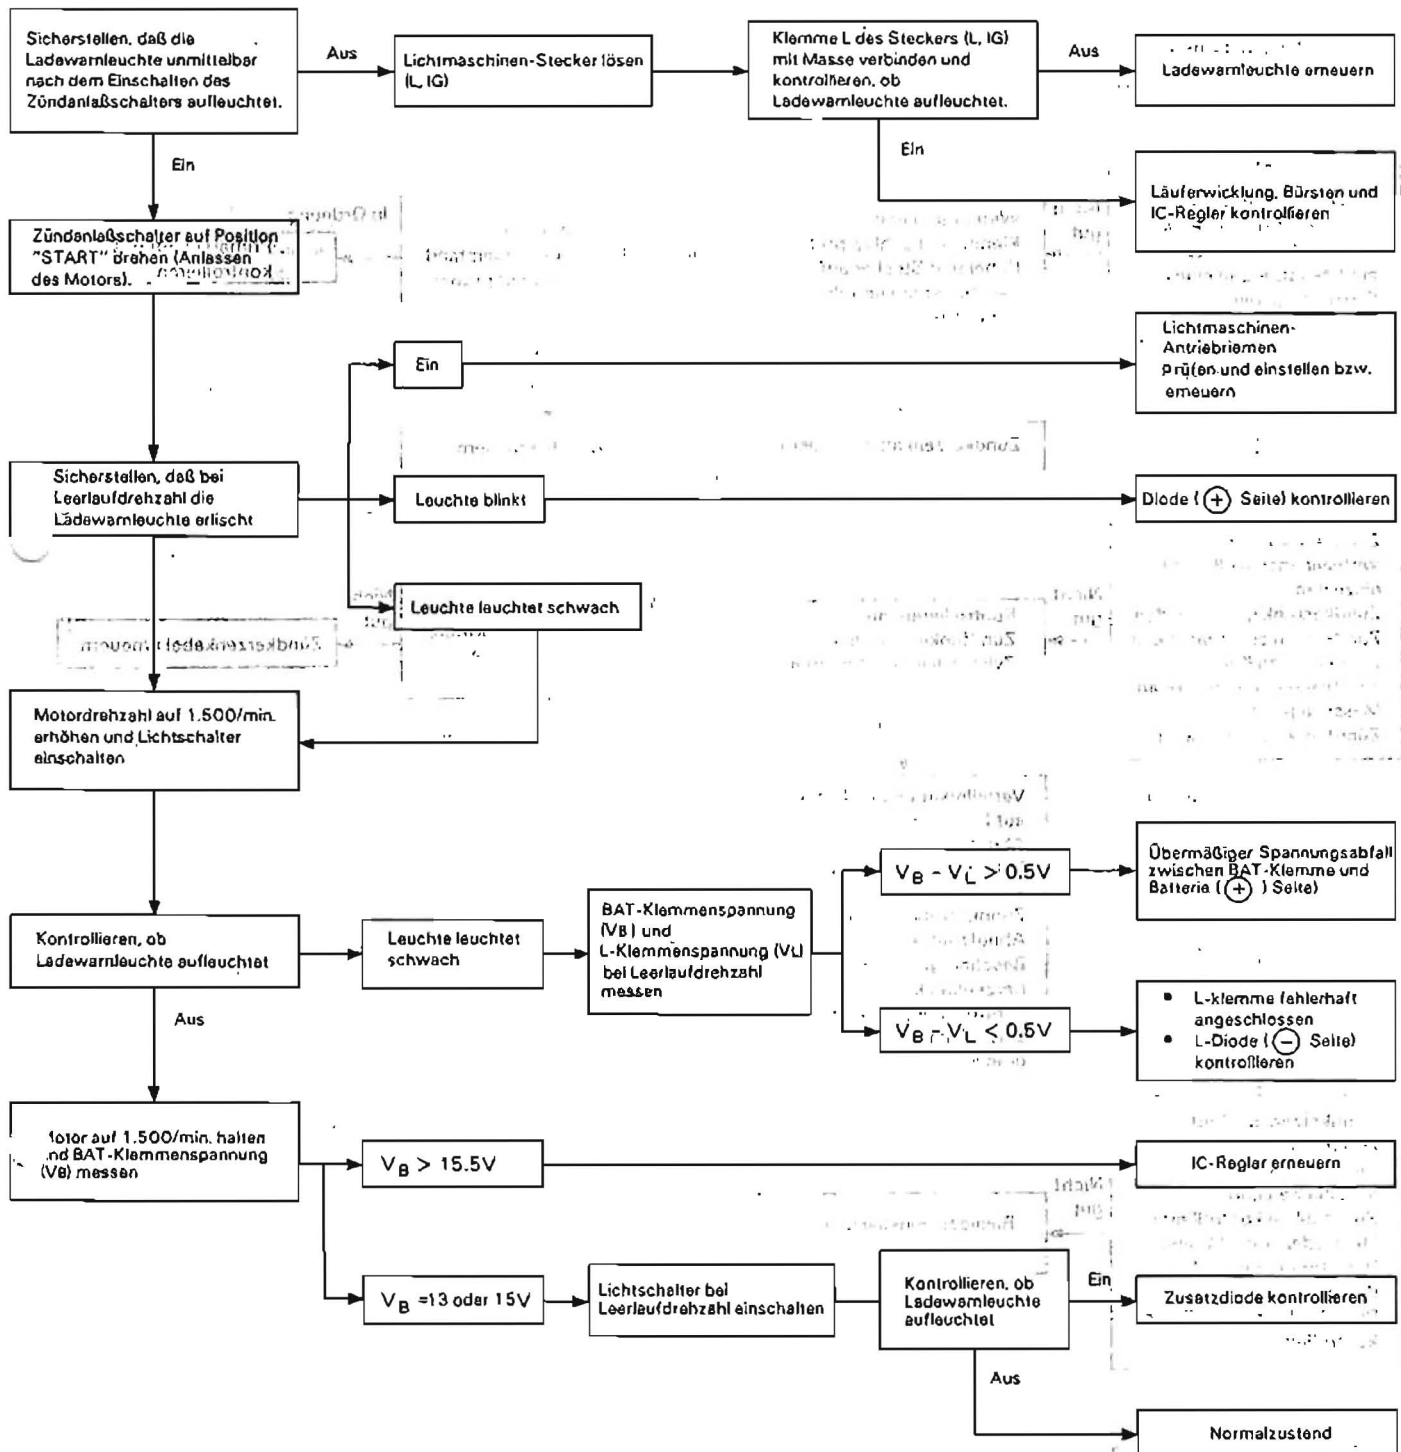 Sicherstellen, daß die
Ladewarnleuchte unmittelbar
nach dem Einschalten des
Zündanlaßschalters aufleuchtet.
Aus
Lichtmaschinen-Stecker lösen
(L, IG)
Klemme L des Steckers (L, IG)
mit Masse verbinden und
kontrollieren, ob
Ladewarnleuchte aufleuchtet.
Aus
Ladewarnleuchte erneuern
Ein
Ein
Läuferwicklung, Bürsten und
IC-Regler kontrollieren
Zündanlaßschalter auf Position
"START" drehen (Anlassen
des Motors).
Ein
Lichtmaschinen-
Antriebriemen
prüfen und einstellen bzw.
erneuern
Sicherstellen, daß bei
Leerlaufdrehzahl die
Ladewarnleuchte erlischt
Leuchte blinkt
Diode (⊕ Seite) kontrollieren
Leuchte leuchtet schwach
Zündkerzenkabel erneuern
Motordrehzahl auf 1.500/min.
erhöhen und Lichtschalter
einschalten
Kontrollieren, ob
Ladewarnleuchte aufleuchtet
Leuchte leuchtet
schwach
BAT-Klemmenspannung
(VB) und
L-Klemmenspannung (VL)
bei Leerlaufdrehzahl
messen
VB - VL > 0.5V
Übermäßiger Spannungsabfall
zwischen BAT-Klemme und
Batterie (⊕) Seite)
VB - VL < 0.5V
• L-klemme fehlerhaft
angeschlossen
• L-Diode (⊖ Seite)
kontrollieren
Aus
auf 1.500/min. halten
BAT-Klemmenspannung
(VB) messen
VB > 15.5V
IC-Regler erneuern
VB =13 oder 15V
Lichtschalter bei
Leerlaufdrehzahl einschalten
Kontrollieren, ob
Ladewarnleuchte
aufleuchtet
Ein
Zusatzdiode kontrollieren
Aus
Normalzustend